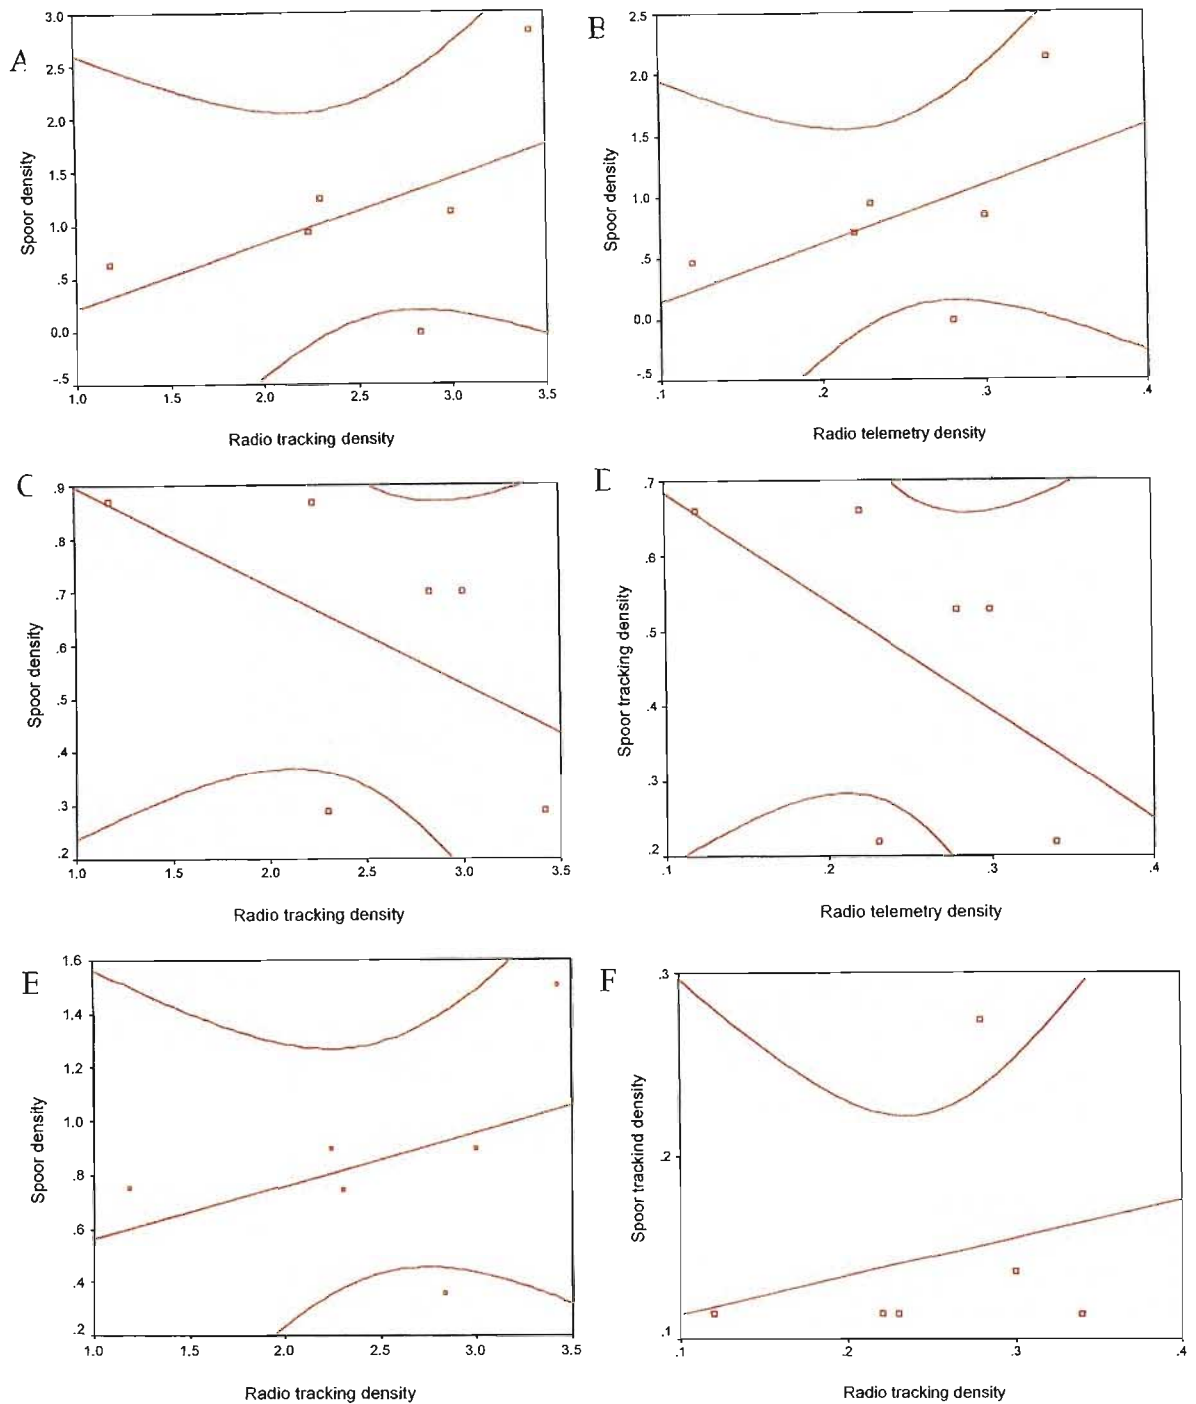 A
3.0
2.5
2.0
1.5
1.0
.5
0.0
-.5
Spoor density
1.0 1.5 2.0 2.5 3.0 3.5
Radio tracking density
B
2.5
2.0
1.5
1.0
.5
0.0
-.5
Spoor density
.1 .2 .3 .4
Radio telemetry density
C
.9
.8
.7
.6
.5
.4
.3
.2
Spoor density
1.0 1.5 2.0 2.5 3.0 3.5
Radio tracking density
D
.7
.6
.5
.4
.3
.2
Spoor tracking density
.1 .2 .3 .4
Radio telemetry density
E
1.6
1.4
1.2
1.0
.8
.6
.4
.2
Spoor density
1.0 1.5 2.0 2.5 3.0 3.5
Radio tracking density
F
.3
.2
.1
Spoor trackind density
.1 .2 .3 .4
Radio tracking density